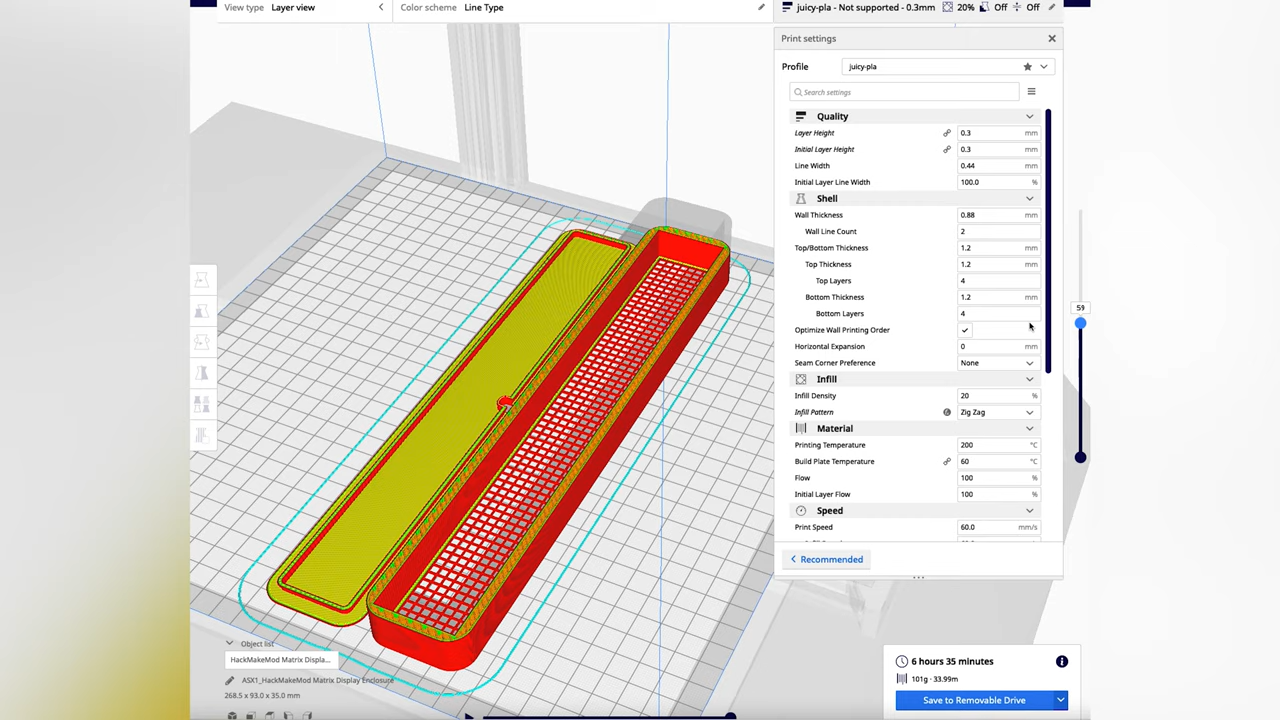 View type Layer view Color scheme Line Type juicy-pla - Not supported - 0.3mm 20% Off Off
Print settings
Profile juicy-pla
Search settings
Quality
Layer Height 0.3 mm
Initial Layer Height 0.3 mm
Line Width 0.44 mm
Initial Layer Line Width 100.0 %
Shell
Wall Thickness 0.88 mm
Wall Line Count 2
Top/Bottom Thickness 1.2 mm
Top Thickness 1.2 mm
Top Layers 4
Bottom Thickness 1.2 mm
Bottom Layers 4
Optimize Wall Printing Order
Horizontal Expansion 0 mm
Seam Corner Preference None
Infill
Infill Density 20 %
Infill Pattern Zig Zag
Material
Printing Temperature 200 °C
Build Plate Temperature 60 °C
Flow 100 %
Initial Layer Flow 100 %
Speed
Print Speed 60.0 mm/s
Recommended
59
Object list
HackMakeMod Matrix Displa...
ASX1_HackMakeMod Matrix Display Enclosure
268.5 x 93.0 x 35.0 mm
6 hours 35 minutes
101g · 33.99m
Save to Removable Drive